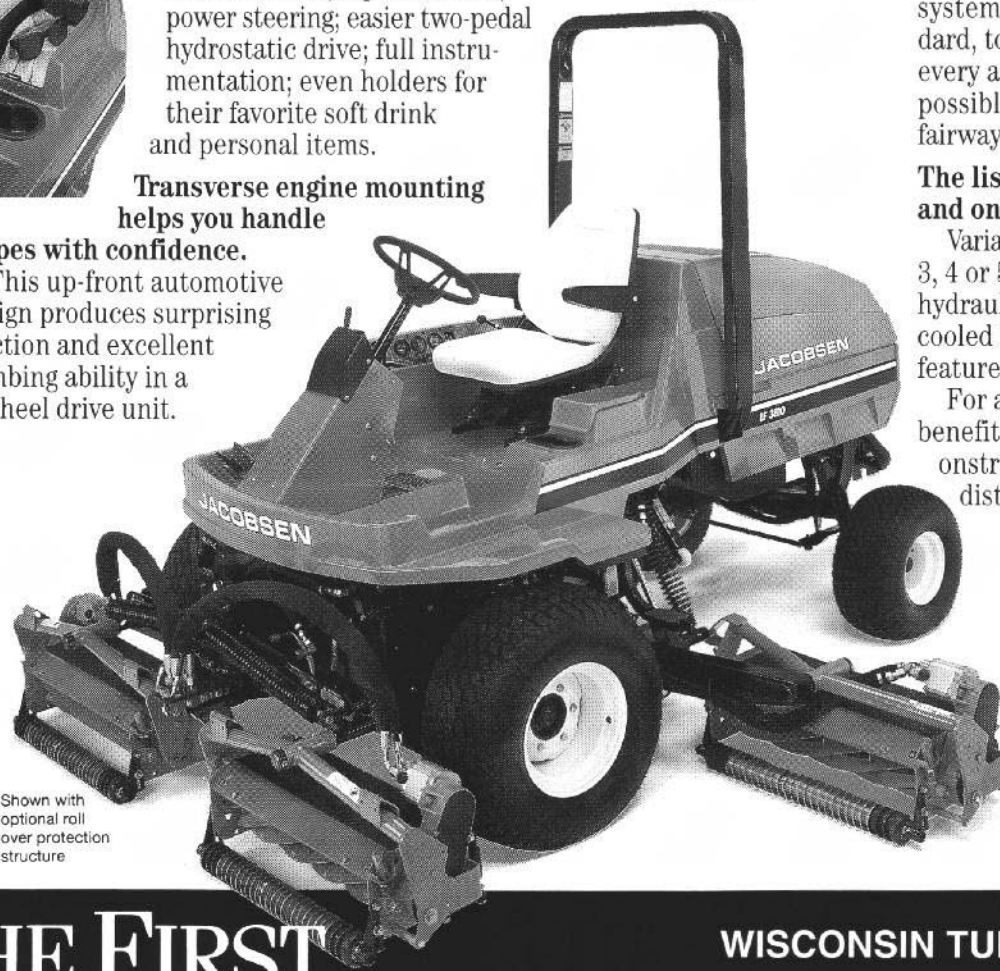 power steering; easier two-pedal
hydrostatic drive; full instru-
mentation; even holders for
their favorite soft drink
and personal items.
Transverse engine mounting
helps you handle
pes with confidence.
This up-front automotive
ign produces surprising
ction and excellent
mbing ability in a
heel drive unit.
system
dard, to
every a
possibl
fairway
The lis
and on
Varia
3, 4 or 5
hydrau
cooled
feature
For a
benefit
onstr
dist
JACOBSEN
LF 3810
JACOBSEN
Shown with
optional roll
over protection
structure
HE FIRST
WISCONSIN TU